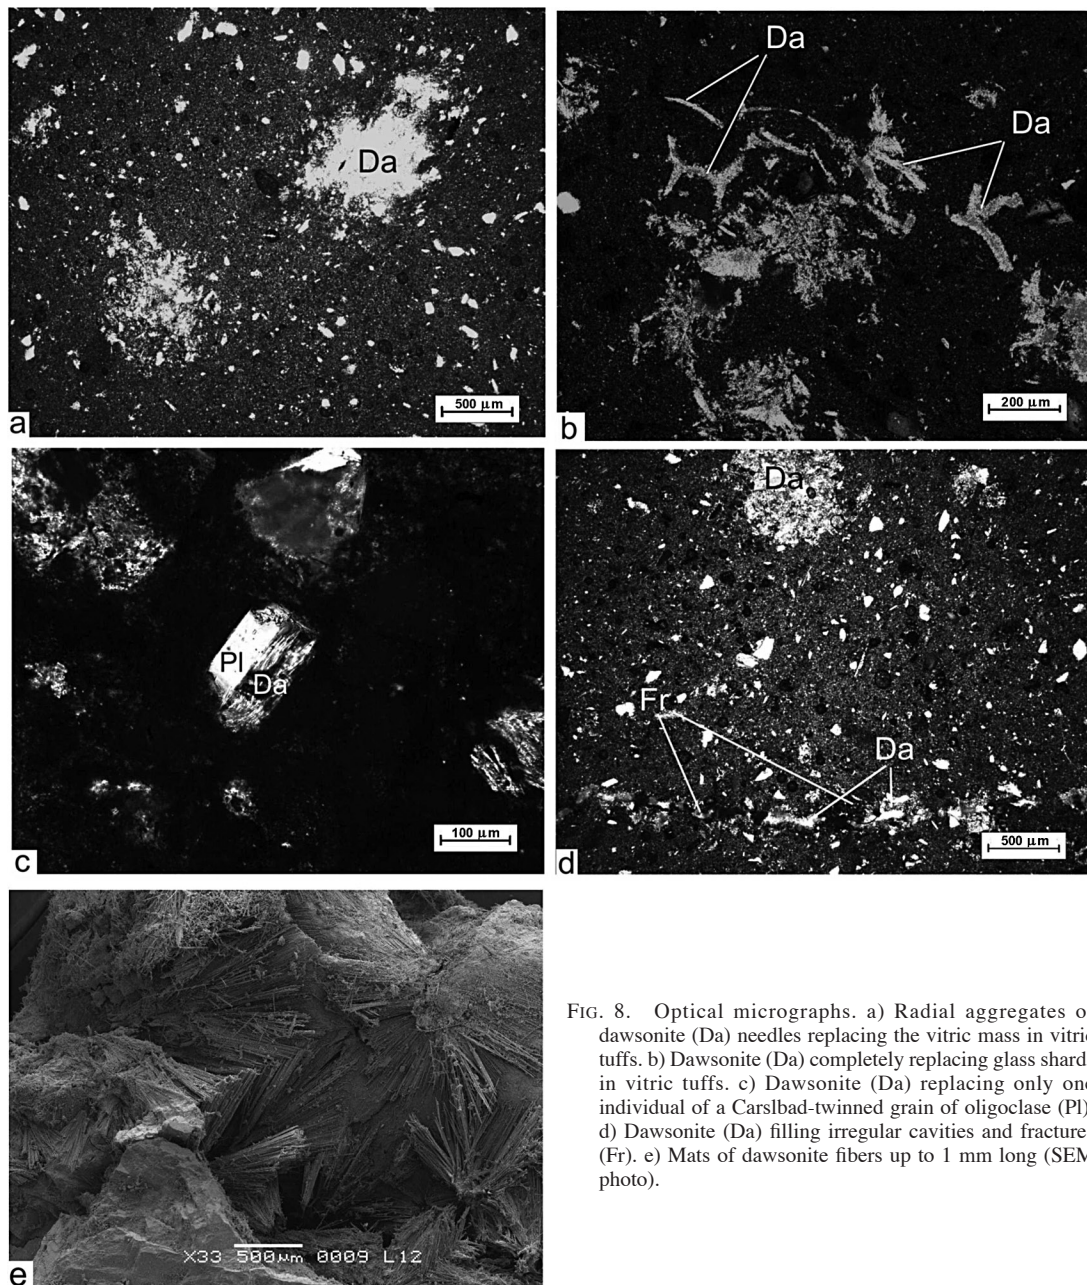 Da
500 µm
a
Da
Da
200 µm
b
Pl
Da
100 µm
c
Da
Fr
Da
500 µm
d
X33 500µm 0009 L12
e
FIG. 8. Optical micrographs. a) Radial aggregates o
dawsonite (Da) needles replacing the vitric mass in vitric
tuffs. b) Dawsonite (Da) completely replacing glass shard
in vitric tuffs. c) Dawsonite (Da) replacing only one
individual of a Carslbad-twinned grain of oligoclase (Pl)
d) Dawsonite (Da) filling irregular cavities and fracture
(Fr). e) Mats of dawsonite fibers up to 1 mm long (SEM
photo).